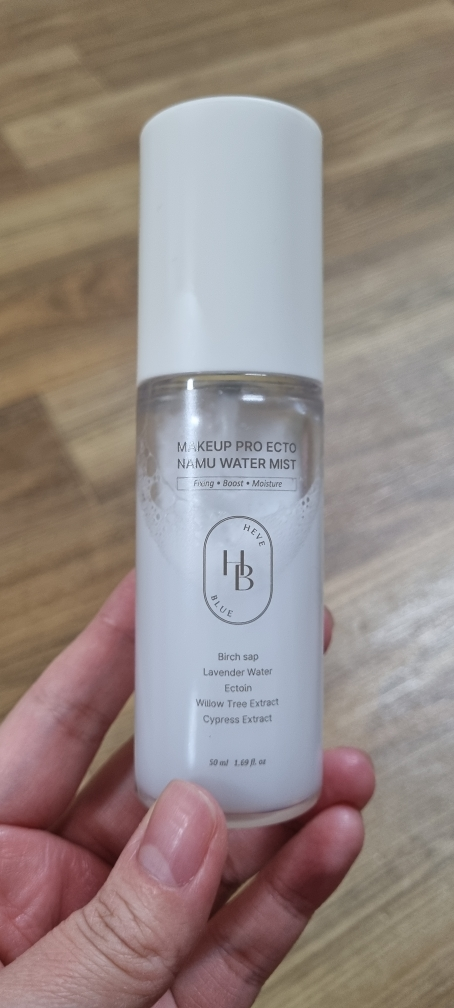 MAKEUP PRO ECTO
NAMU WATER MIST
Fixing • Boost • Moisture
HEVE
HB
BLUE
Birch sap
Lavender Water
Ectoin
Willow Tree Extract
Cypress Extract
50 ml 1.69 fl. oz